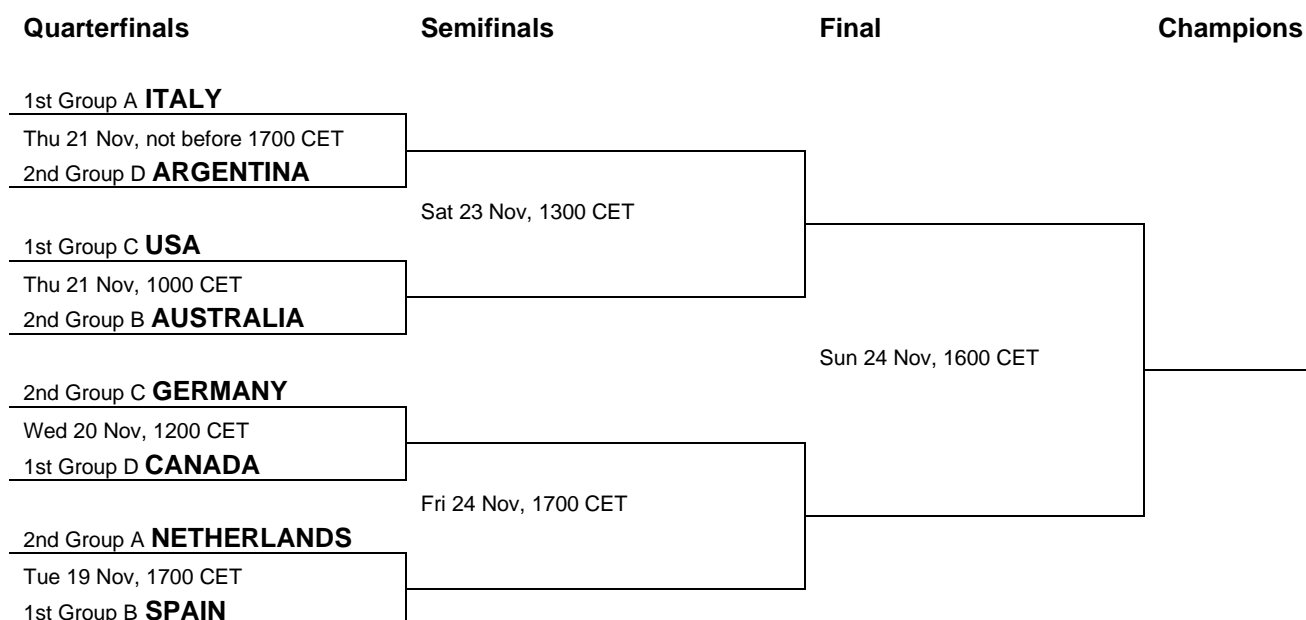 Quarterfinals Semifinals Final Champions
1st Group A ITALY
Thu 21 Nov, not before 1700 CET
2nd Group D ARGENTINA
Sat 23 Nov, 1300 CET
1st Group C USA
Thu 21 Nov, 1000 CET
2nd Group B AUSTRALIA
Sun 24 Nov, 1600 CET
2nd Group C GERMANY
Wed 20 Nov, 1200 CET
1st Group D CANADA
Fri 24 Nov, 1700 CET
2nd Group A NETHERLANDS
Tue 19 Nov, 1700 CET
1st Group B SPAIN